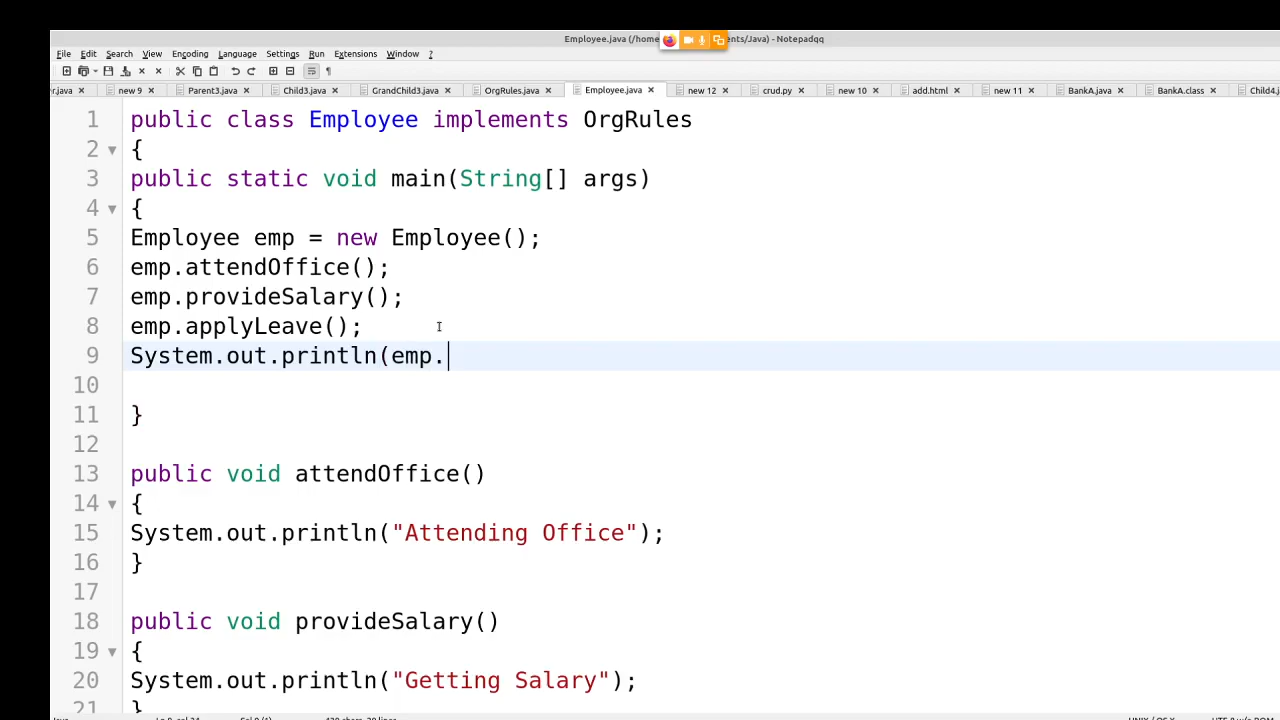 Employee.java (/home ents/Java) - Notepadqq
File Edit Search View Encoding Language Settings Run Extensions Window ?
r.java new 9 Parent3.java Child3.java GrandChild3.java OrgRules.java Employee.java new 12 crud.py new 10 add.html new 11 BankA.java BankA.class Child4.j
1 public class Employee implements OrgRules
2 {
3 public static void main(String[] args)
4 {
5 Employee emp = new Employee();
6 emp.attendOffice();
7 emp.provideSalary();
8 emp.applyLeave();
9 System.out.println(emp.
10
11 }
12
13 public void attendOffice()
14 {
15 System.out.println("Attending Office");
16 }
17
18 public void provideSalary()
19 {
20 System.out.println("Getting Salary");
21 }